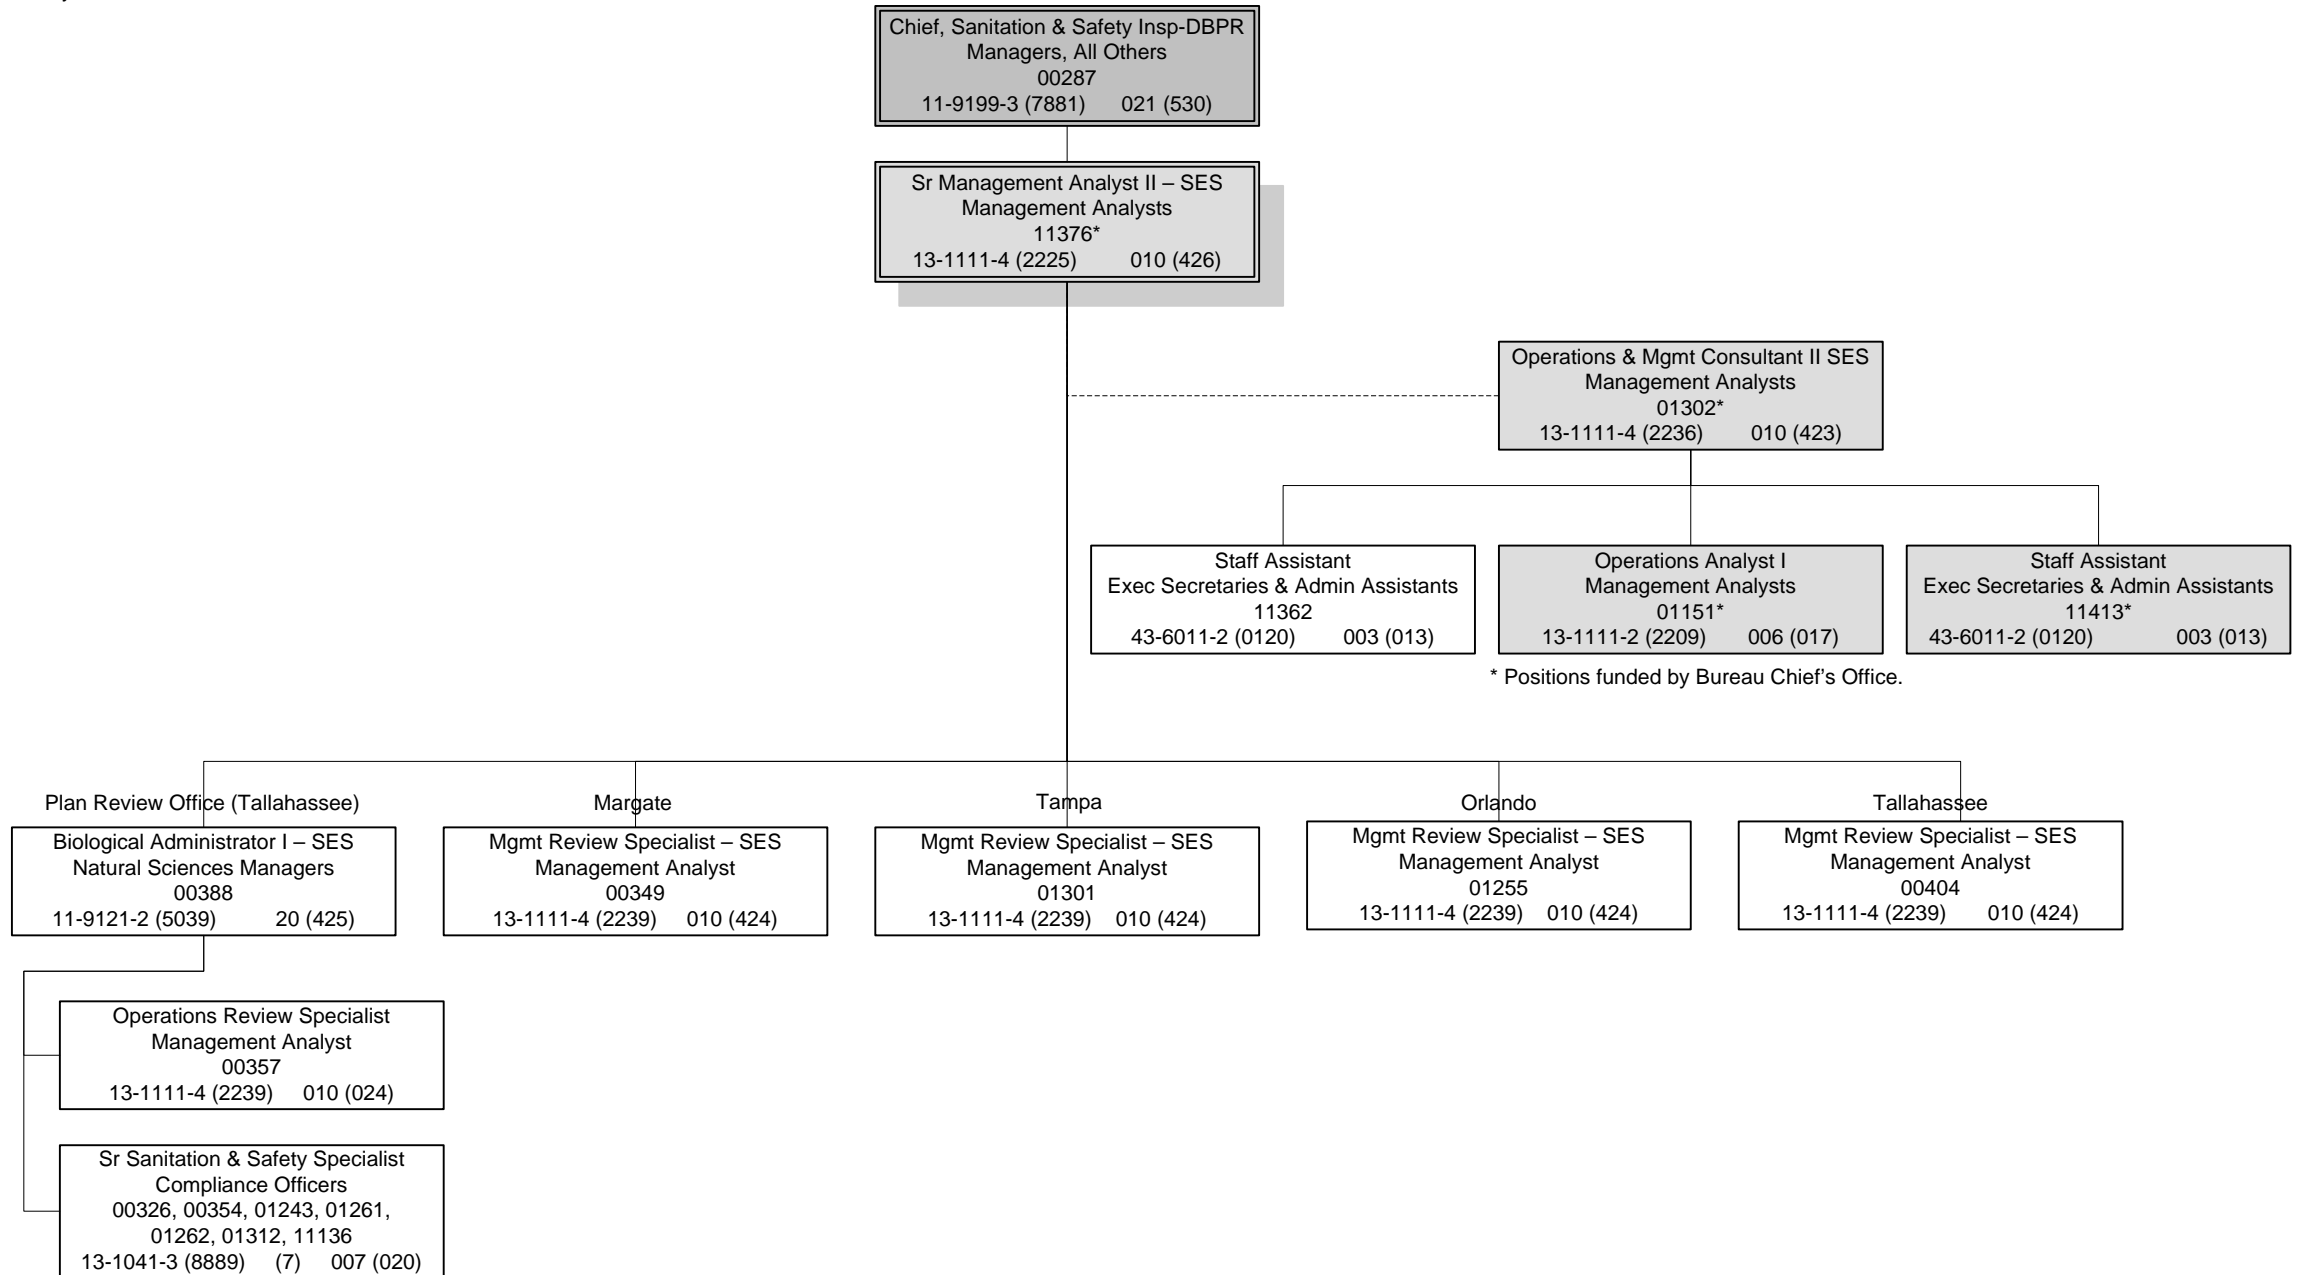 Chief, Sanitation & Safety Insp-DBPR
Managers, All Others
00287
11-9199-3 (7881) 021 (530)
Sr Management Analyst II – SES
Management Analysts
11376*
13-1111-4 (2225) 010 (426)
Operations & Mgmt Consultant II SES
Management Analysts
01302*
13-1111-4 (2236) 010 (423)
Staff Assistant
Exec Secretaries & Admin Assistants
11362
43-6011-2 (0120) 003 (013)
Operations Analyst I
Management Analysts
01151*
13-1111-2 (2209) 006 (017)
Staff Assistant
Exec Secretaries & Admin Assistants
11413*
43-6011-2 (0120) 003 (013)
* Positions funded by Bureau Chief’s Office.
Plan Review Office (Tallahassee)
Biological Administrator I – SES
Natural Sciences Managers
00388
11-9121-2 (5039) 20 (425)
Margate
Mgmt Review Specialist – SES
Management Analyst
00349
13-1111-4 (2239) 010 (424)
Tampa
Mgmt Review Specialist – SES
Management Analyst
01301
13-1111-4 (2239) 010 (424)
Orlando
Mgmt Review Specialist – SES
Management Analyst
01255
13-1111-4 (2239) 010 (424)
Tallahassee
Mgmt Review Specialist – SES
Management Analyst
00404
13-1111-4 (2239) 010 (424)
Operations Review Specialist
Management Analyst
00357
13-1111-4 (2239) 010 (024)
Sr Sanitation & Safety Specialist
Compliance Officers
00326, 00354, 01243, 01261,
01262, 01312, 11136
13-1041-3 (8889) (7) 007 (020)